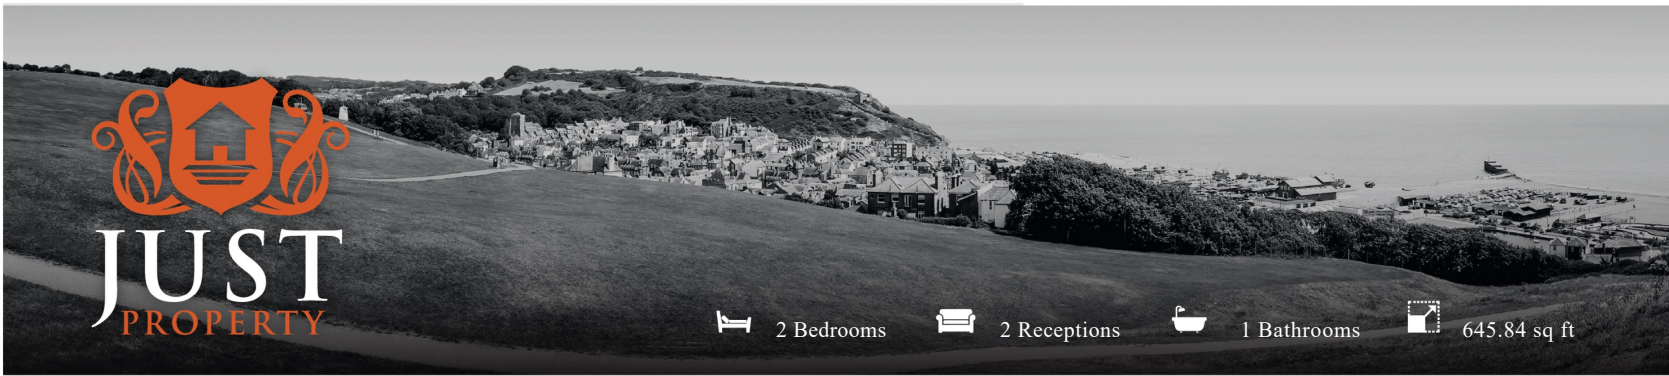 JUST
PROPERTY
2 Bedrooms
2 Receptions
1 Bathrooms
645.84 sq ft